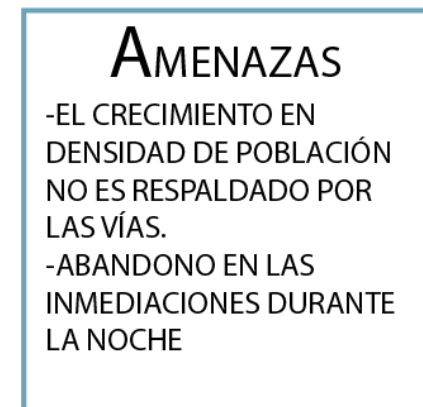 AMENAZAS
-EL CRECIMIENTO EN
DENSIDAD DE POBLACIÓN
NO ES RESPALDADO POR
LAS VÍAS.
-ABANDONO EN LAS
INMEDIACIONES DURANTE
LA NOCHE